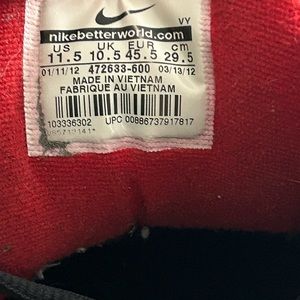 NIKE
VY
nikebetterworld.com
US UK EUR cm
11.5 10.5 45.5 29.5
01/11/12 472633-600 03/13/12
MADE IN VIETNAM
FABRIQUE AU VIETNAM
103336302 UPC 00886737917817